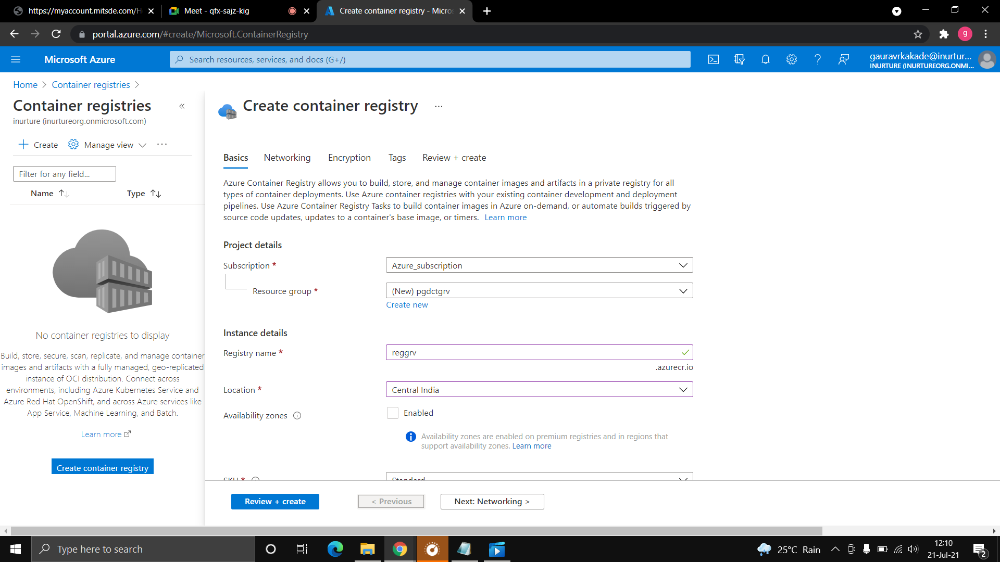 https://myaccount.mitsde.com/H
Meet - qfx-sajz-kig
Create container registry - Micros
portal.azure.com/#create/Microsoft.ContainerRegistry
g
Microsoft Azure
Search resources, services, and docs (G+/)
gauravrkakade@inurtur...
INURTURE (INURTUREORG.ONMI...
Home > Container registries >
Container registries
«
inurture (inurtureorg.onmicrosoft.com)
Create
Manage view
...
Filter for any field...
Name
Type
No container registries to display
Build, store, secure, scan, replicate, and manage container
images and artifacts with a fully managed, geo-replicated
instance of OCI distribution. Connect across
environments, including Azure Kubernetes Service and
Azure Red Hat OpenShift, and across Azure services like
App Service, Machine Learning, and Batch.
Learn more
Create container registry
Create container registry
...
Basics
Networking
Encryption
Tags
Review + create
Azure Container Registry allows you to build, store, and manage container images and artifacts in a private registry for all
types of container deployments. Use Azure container registries with your existing container development and deployment
pipelines. Use Azure Container Registry Tasks to build container images in Azure on-demand, or automate builds triggered by
source code updates, updates to a container's base image, or timers. Learn more
Project details
Subscription *
Azure_subscription
Resource group *
(New) pgdctgrv
Create new
Instance details
Registry name *
reggrv
.azurecr.io
Location *
Central India
Availability zones
Enabled
Availability zones are enabled on premium registries and in regions that
support availability zones. Learn more
SKU *
Standard
Review + create
< Previous
Next: Networking >
Type here to search
25°C Rain
12:10
21-Jul-21
2